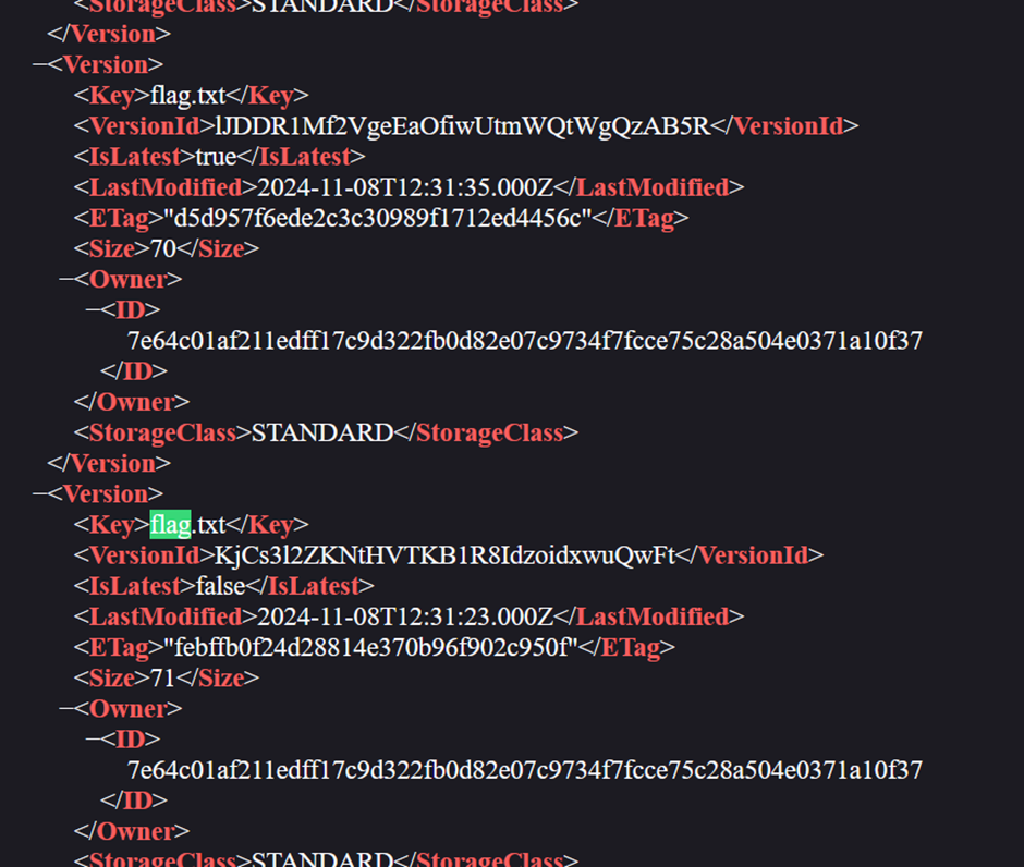 <StorageClass>STANDARD</StorageClass>
</Version>
—<Version>
<Key>flag.txt</Key>
<VersionId>lJDDR1Mf2VgeEaOfiwUtmWQtWgQzAB5R</VersionId>
<IsLatest>true</IsLatest>
<LastModified>2024-11-08T12:31:35.000Z</LastModified>
<ETag>"d5d957f6ede2c3c30989f1712ed4456c"</ETag>
<Size>70</Size>
—<Owner>
—<ID>
7e64c01af211edff17c9d322fb0d82e07c9734f7fcce75c28a504e0371a10f37
</ID>
</Owner>
<StorageClass>STANDARD</StorageClass>
</Version>
—<Version>
<Key>flag.txt</Key>
<VersionId>KjCs3l2ZKNtHVTKB1R8IdzoidxwuQwFt</VersionId>
<IsLatest>false</IsLatest>
<LastModified>2024-11-08T12:31:23.000Z</LastModified>
<ETag>"febffb0f24d28814e370b96f902c950f"</ETag>
<Size>71</Size>
—<Owner>
—<ID>
7e64c01af211edff17c9d322fb0d82e07c9734f7fcce75c28a504e0371a10f37
</ID>
</Owner>
<StorageClass>STANDARD</StorageClass>